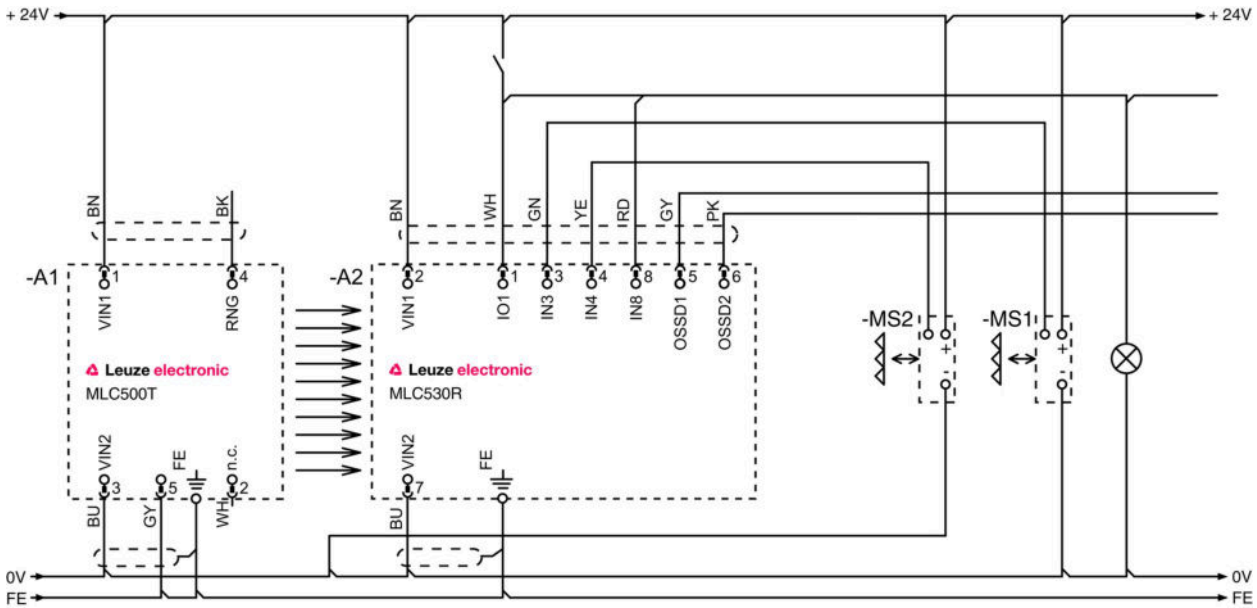 + 24V
+ 24V
BN
BK
BN
WH
GN
YE
RD
GY
PK
-A1
1
4
-A2
2
1
3
4
8
5
6
VIN1
RNG
VIN1
IO1
IN3
IN4
IN8
OSSD1
OSSD2
-MS2
-MS1
+
+
-
-
Leuze electronic
MLC500T
Leuze electronic
MLC530R
VIN2
FE
n.c.
VIN2
FE
3
5
2
7
BU
GY
WH
BU
0V
0V
FE
FE